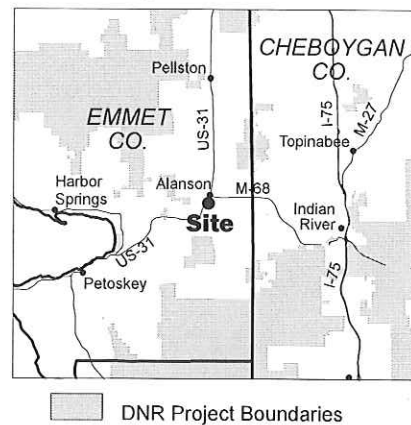 CHEBOYGAN
CO.
Pellston
EMMET
CO.
US-31
I-75
M-27
Topinabee
Harbor
Springs
Alanson
M-68
Site
Indian
River
US-31
Petoskey
I-75
DNR Project Boundaries